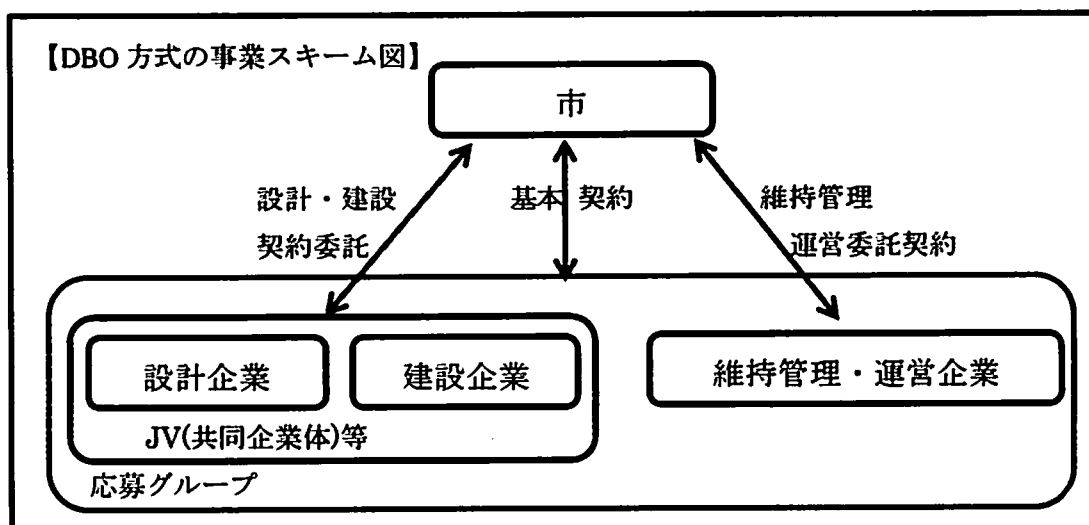 【DBO 方式の事業スキーム図】
市
設計・建設
契約委託
基本 契約
維持管理
運営委託契約
設計企業
建設企業
維持管理・運営企業
JV(共同企業体)等
応募グループ